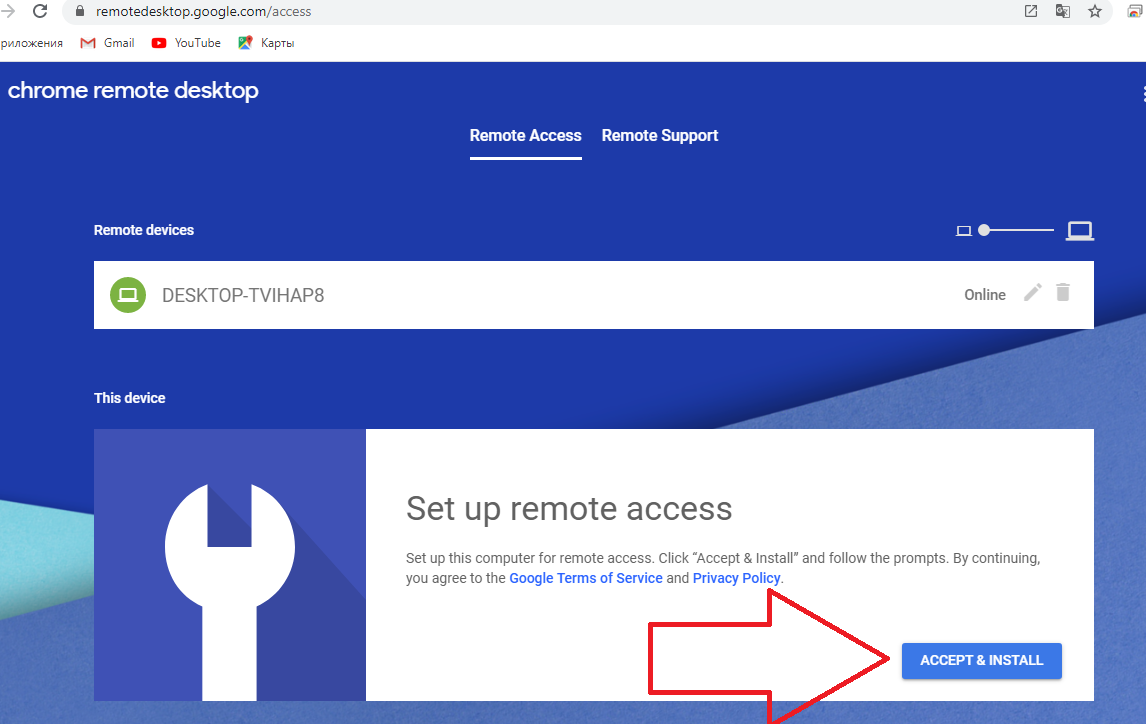 remotedesktop.google.com/access
риложения Gmail YouTube Карты
chrome remote desktop
Remote Access Remote Support
Remote devices
DESKTOP-TVIHAP8 Online
This device
Set up remote access
Set up this computer for remote access. Click “Accept & Install” and follow the prompts. By continuing,
you agree to the Google Terms of Service and Privacy Policy.
ACCEPT & INSTALL